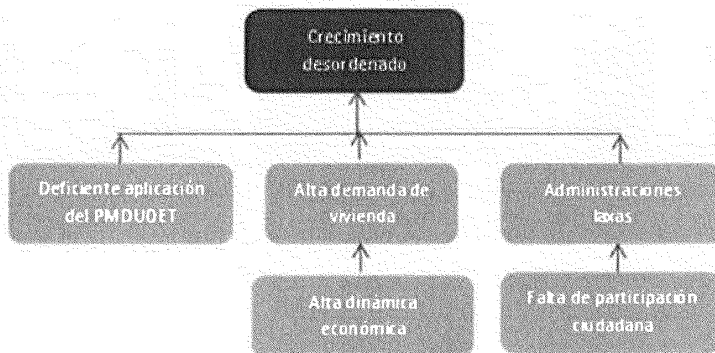 Crecimiento
desordenado
Deficiente aplicación
del PMDUOET
Alta demanda de
vivienda
Administraciones
laxas
Alta dinámica
económica
Falta de participación
ciudadana